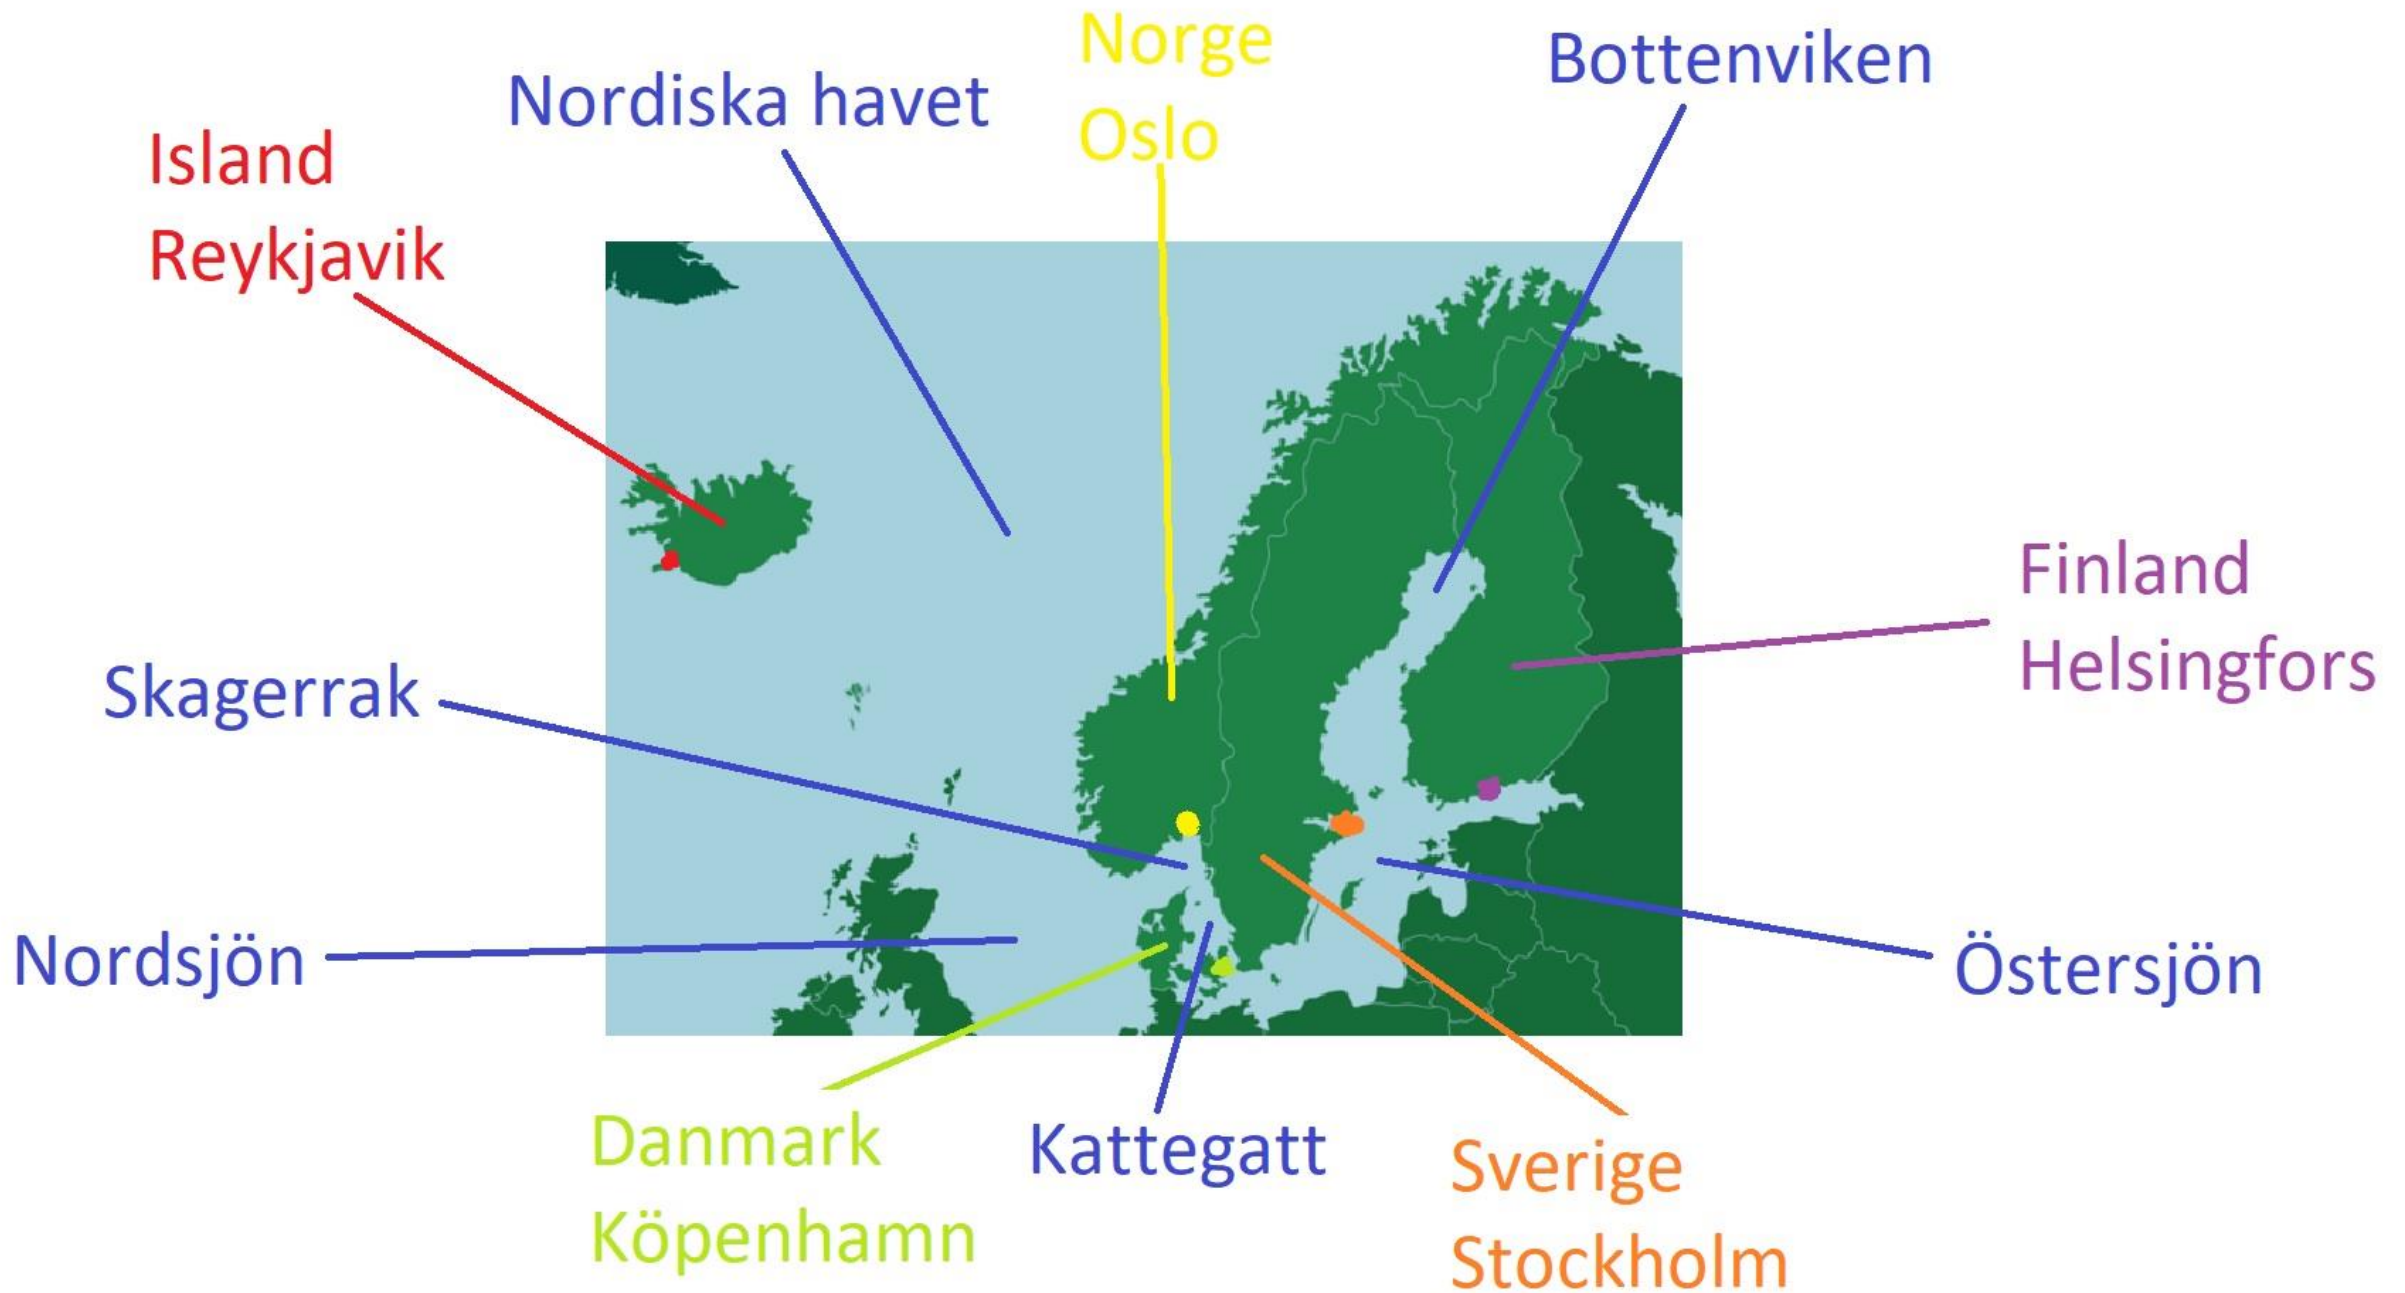 Norge
Oslo
Bottenviken
Nordiska havet
Island
Reykjavik
Finland
Helsingfors
Skagerrak
Nordsjön
Östersjön
Danmark
Köpenhamn
Kattegatt
Sverige
Stockholm